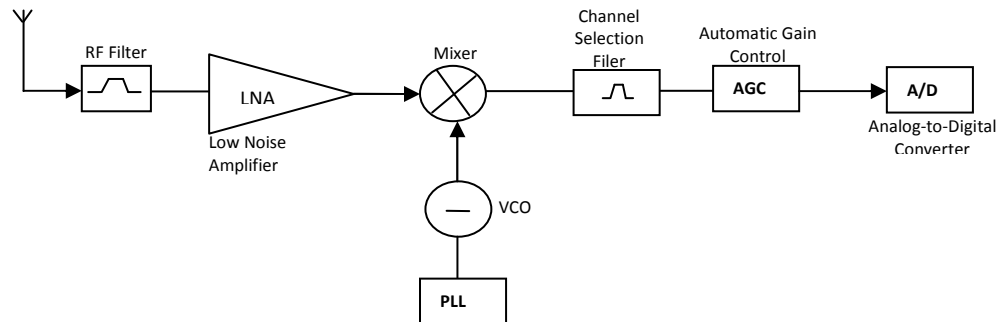 RF Filter
LNA
Low Noise
Amplifier
Mixer
VCO
PLL
Channel
Selection
Filer
Automatic Gain
Control
AGC
A/D
Analog-to-Digital
Converter